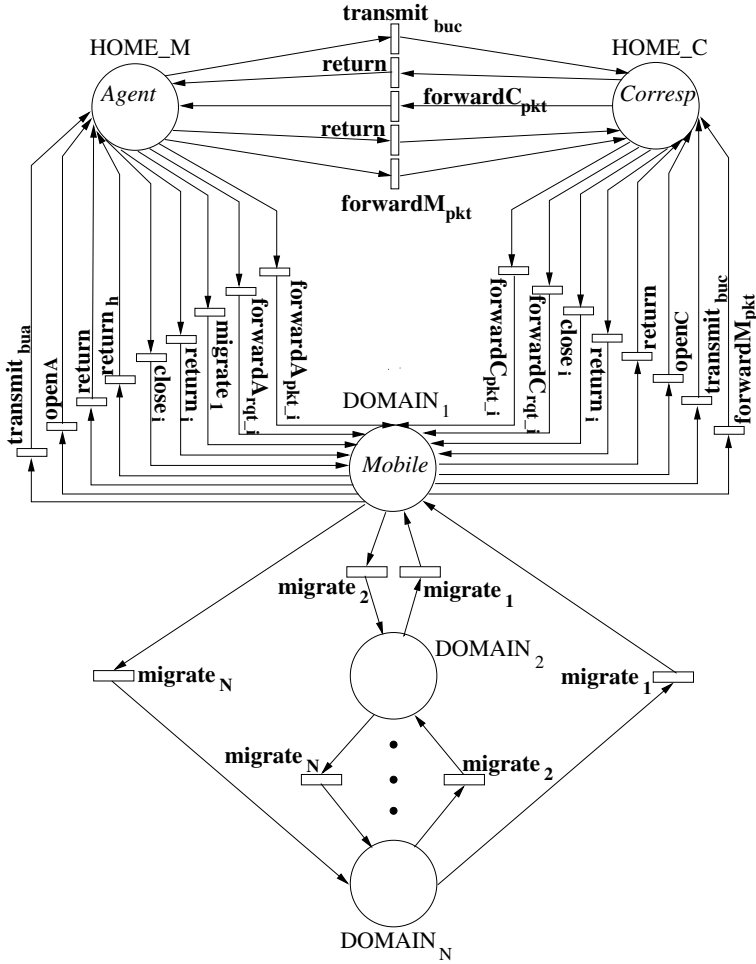 transmit buc
HOME_M
HOME_C
return
Agent
Corresp
forwardC pkt
return
forwardM pkt
transmit bua
openA
return
return h
close i
return i
migrate 1
forwardA rqt_i
forwardA pkt_i
forwardC pkt_i
forwardC rqt_i
close i
return i
return
openC
transmit buc
forwardM pkt
DOMAIN 1
Mobile
migrate 2
migrate 1
DOMAIN 2
migrate N
migrate 1
migrate N
migrate 2
DOMAIN N